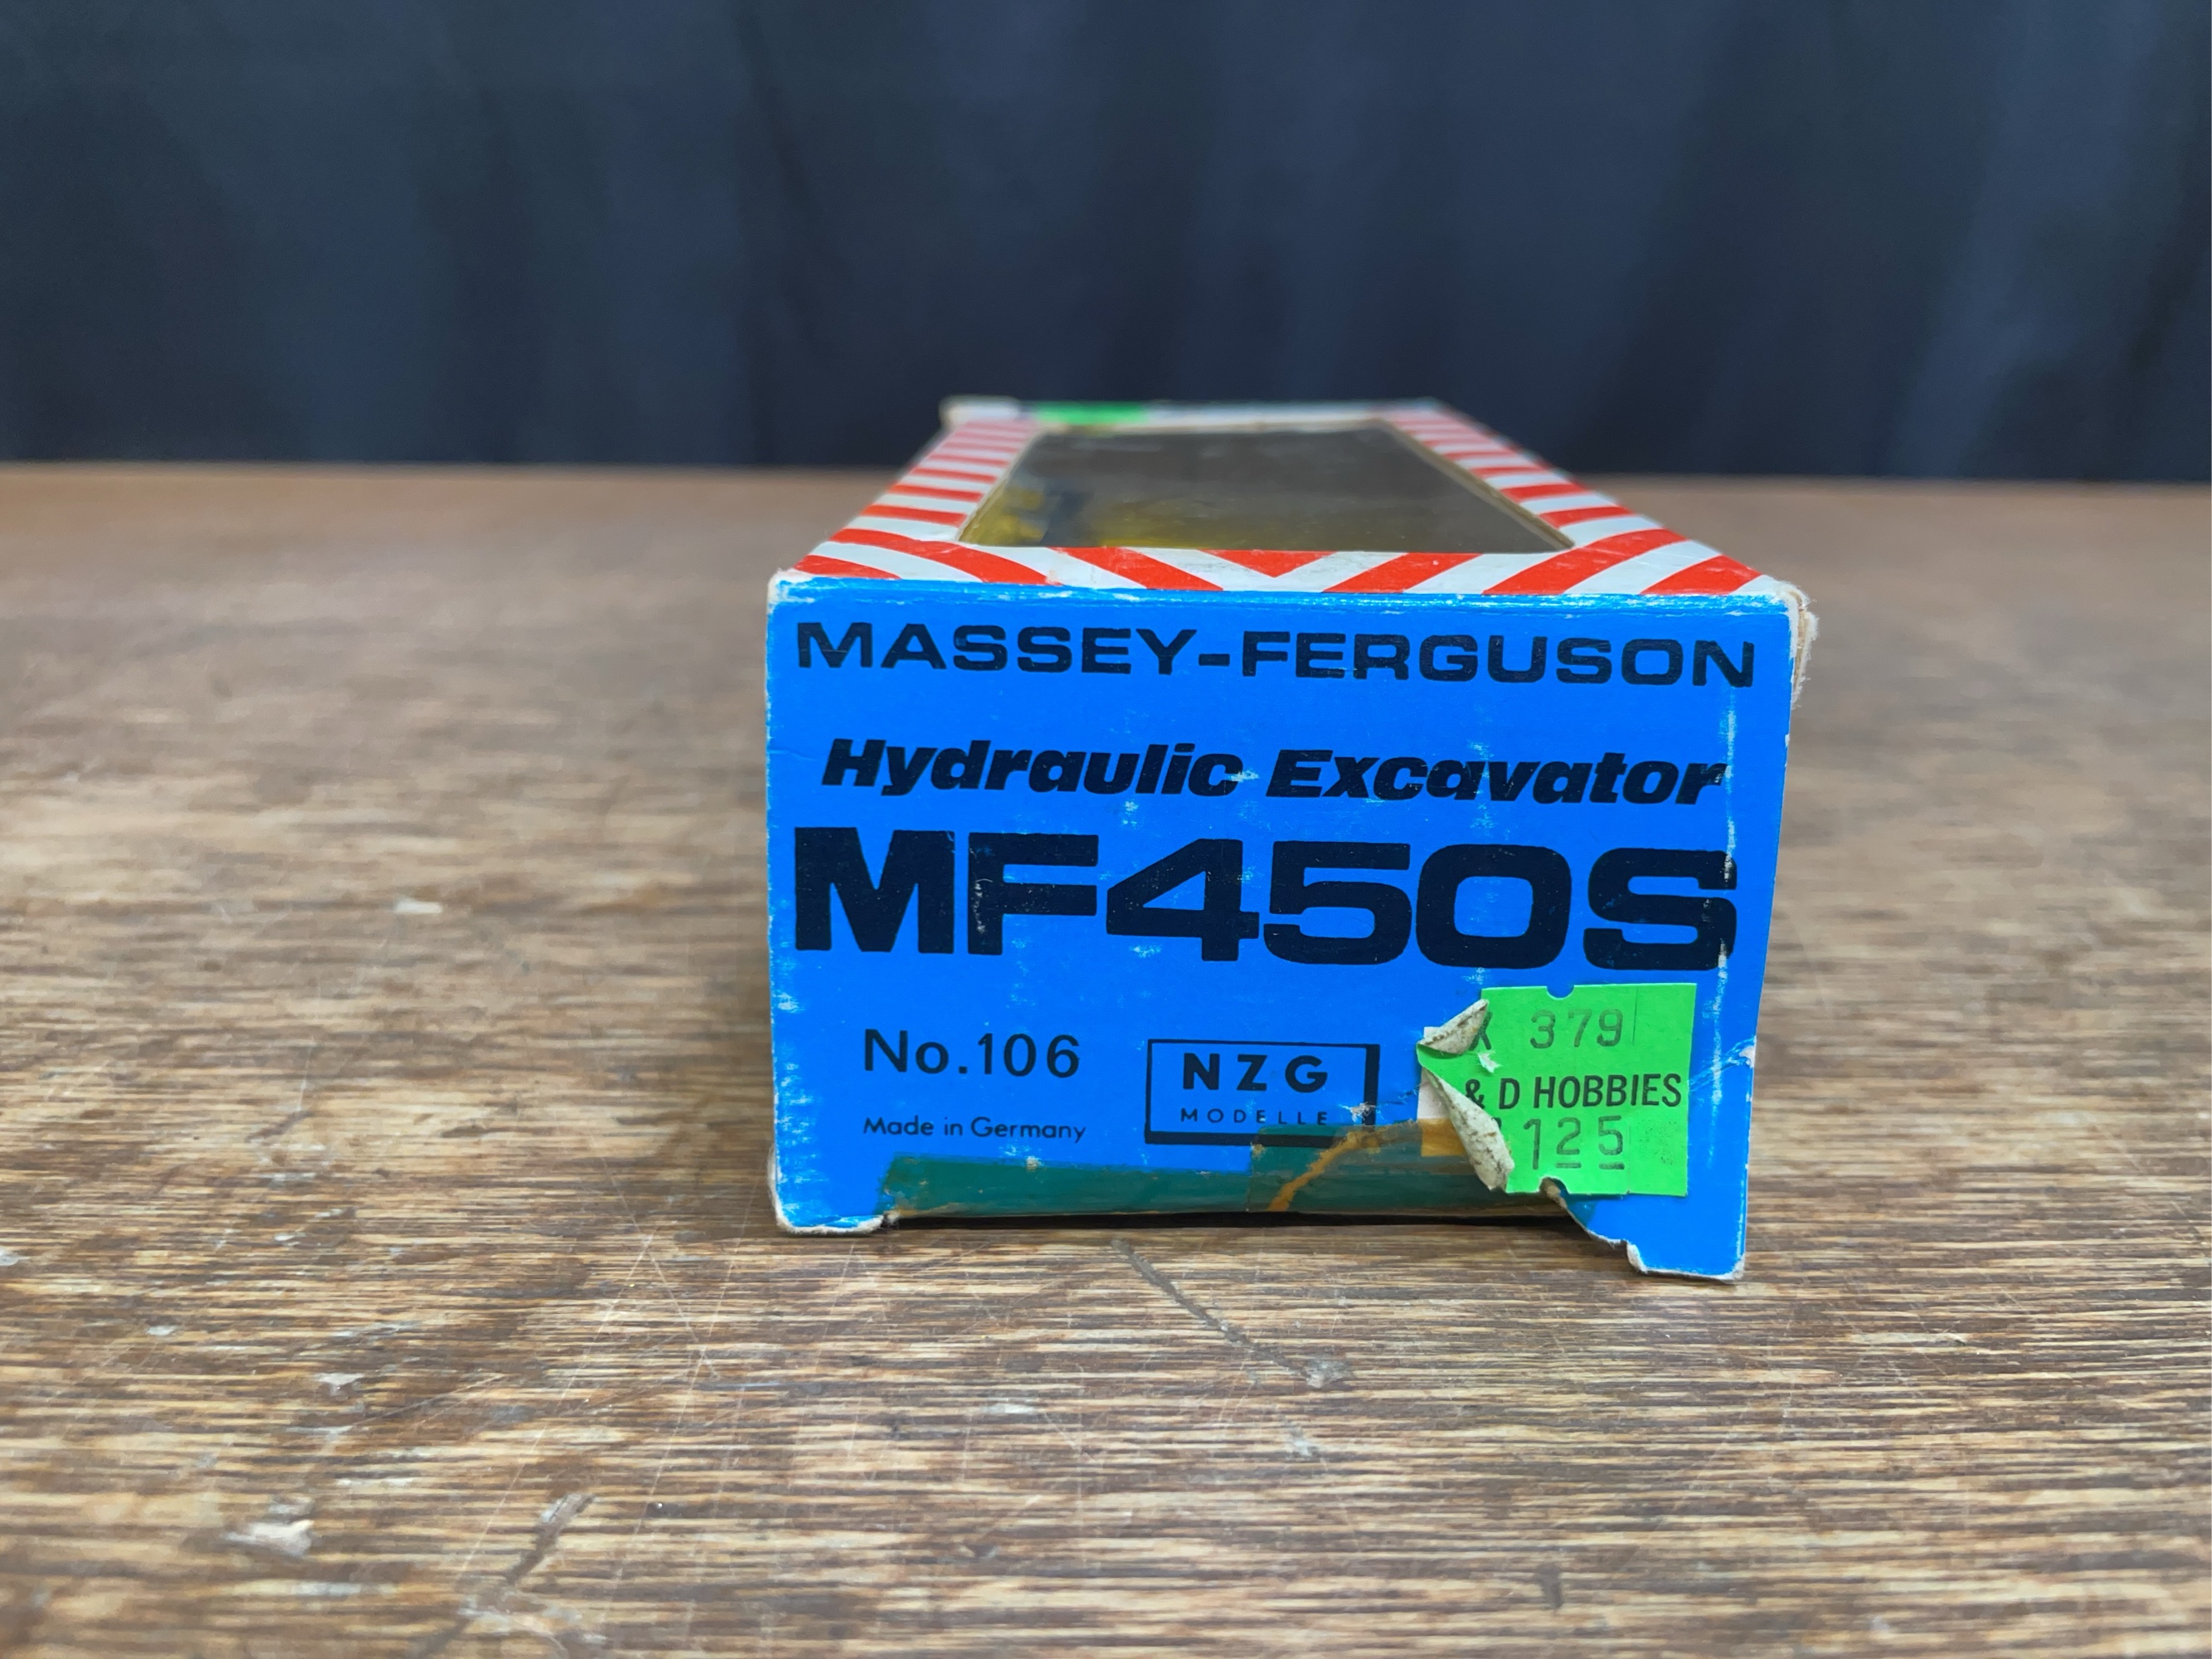 MASSEY-FERGUSON
Hydraulic Excavator
MF450S
No.106
Made in Germany
NZG
MODELLE
379
& D HOBBIES
125